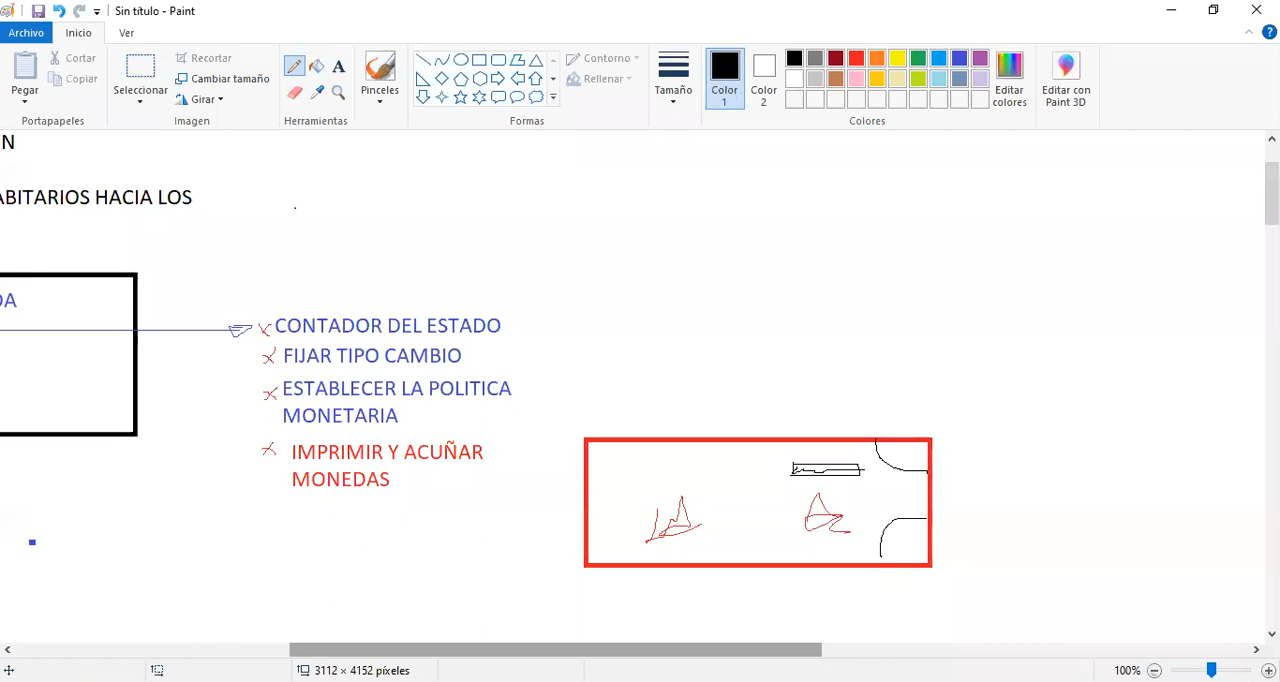 Sin título - Paint
Archivo
Inicio
Ver
Pegar
Cortar
Copiar
Portapapeles
Seleccionar
Recortar
Cambiar tamaño
Girar
Imagen
A
Herramientas
Pinceles
Contorno
Rellenar
Formas
Tamaño
Color 1
Color 2
Editar colores
Colores
Editar con Paint 3D
N
ABITARIOS HACIA LOS
DA
CONTADOR DEL ESTADO
FIJAR TIPO CAMBIO
ESTABLECER LA POLITICA
MONETARIA
IMPRIMIR Y ACUÑAR
MONEDAS
3112 × 4152 píxeles
100%